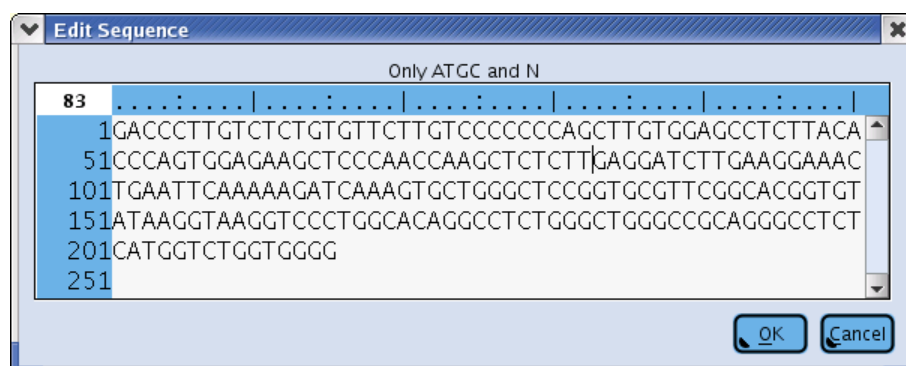 Edit Sequence
Only ATGC and N
83 ....:....|....:....|....:....|....:....|....:....|
1GACCCTTGTCTCTGTGTTCTTGTCCCCCCCAGCTTGTGGAGCCTCTTACA
51CCCAGTGGAGAAGCTCCCAACCAAGCTCTCTTGAGGATCTTGAAGGAAAC
101TGAATTCAAAAAGATCAAAGTGCTGGGCTCCGGTGCGTTCGGCACGGTGT
151ATAAGGTAAGGTCCCTGGCACAGGCCTCTGGGCTGGGCCGCAGGGCCTCT
201CATGGTCTGGTGGGG
251
OK Cancel